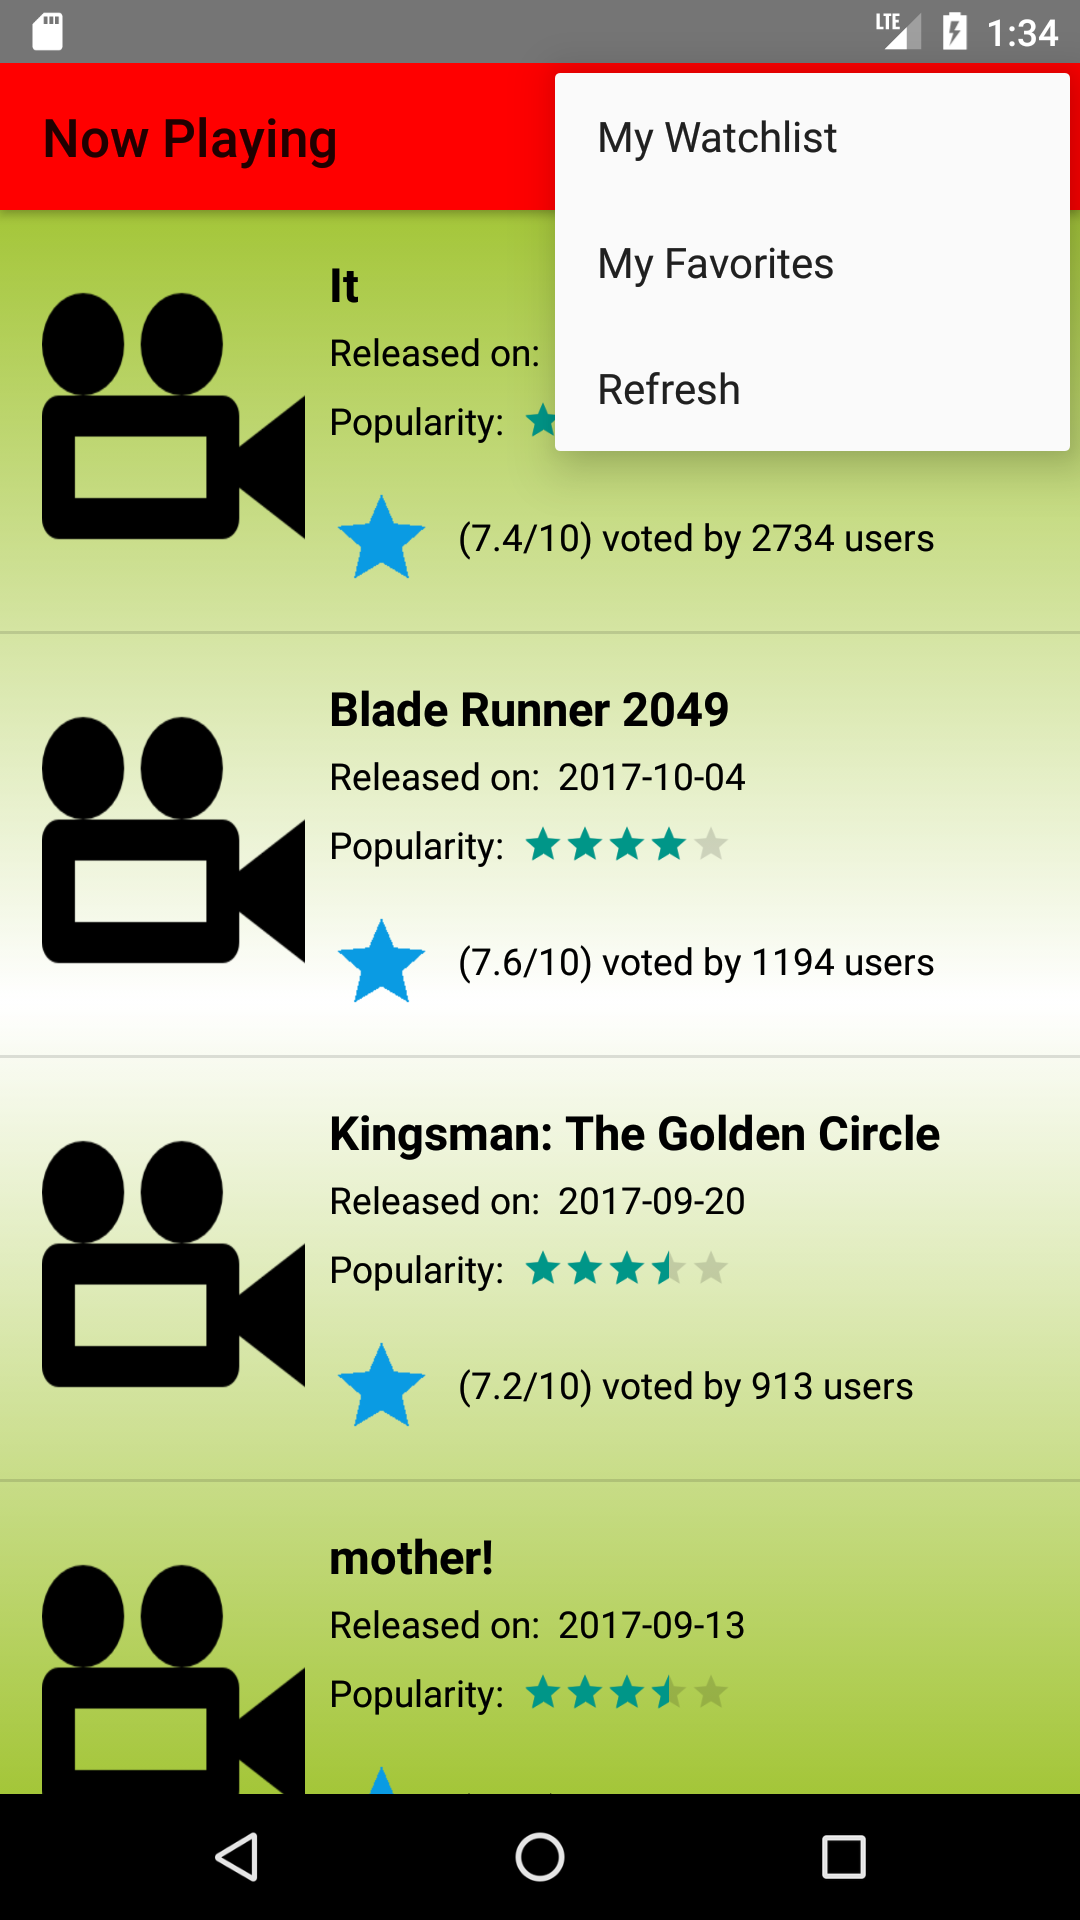 LTE 1:34
Now Playing
My Watchlist
My Favorites
Refresh
It
Released on:
Popularity:
(7.4/10) voted by 2734 users
Blade Runner 2049
Released on: 2017-10-04
Popularity:
(7.6/10) voted by 1194 users
Kingsman: The Golden Circle
Released on: 2017-09-20
Popularity:
(7.2/10) voted by 913 users
mother!
Released on: 2017-09-13
Popularity: